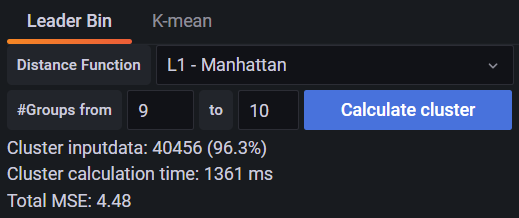 Leader Bin K-mean
Distance Function L1 - Manhattan
#Groups from 9 to 10 Calculate cluster
Cluster inputdata: 40456 (96.3%)
Cluster calculation time: 1361 ms
Total MSE: 4.48